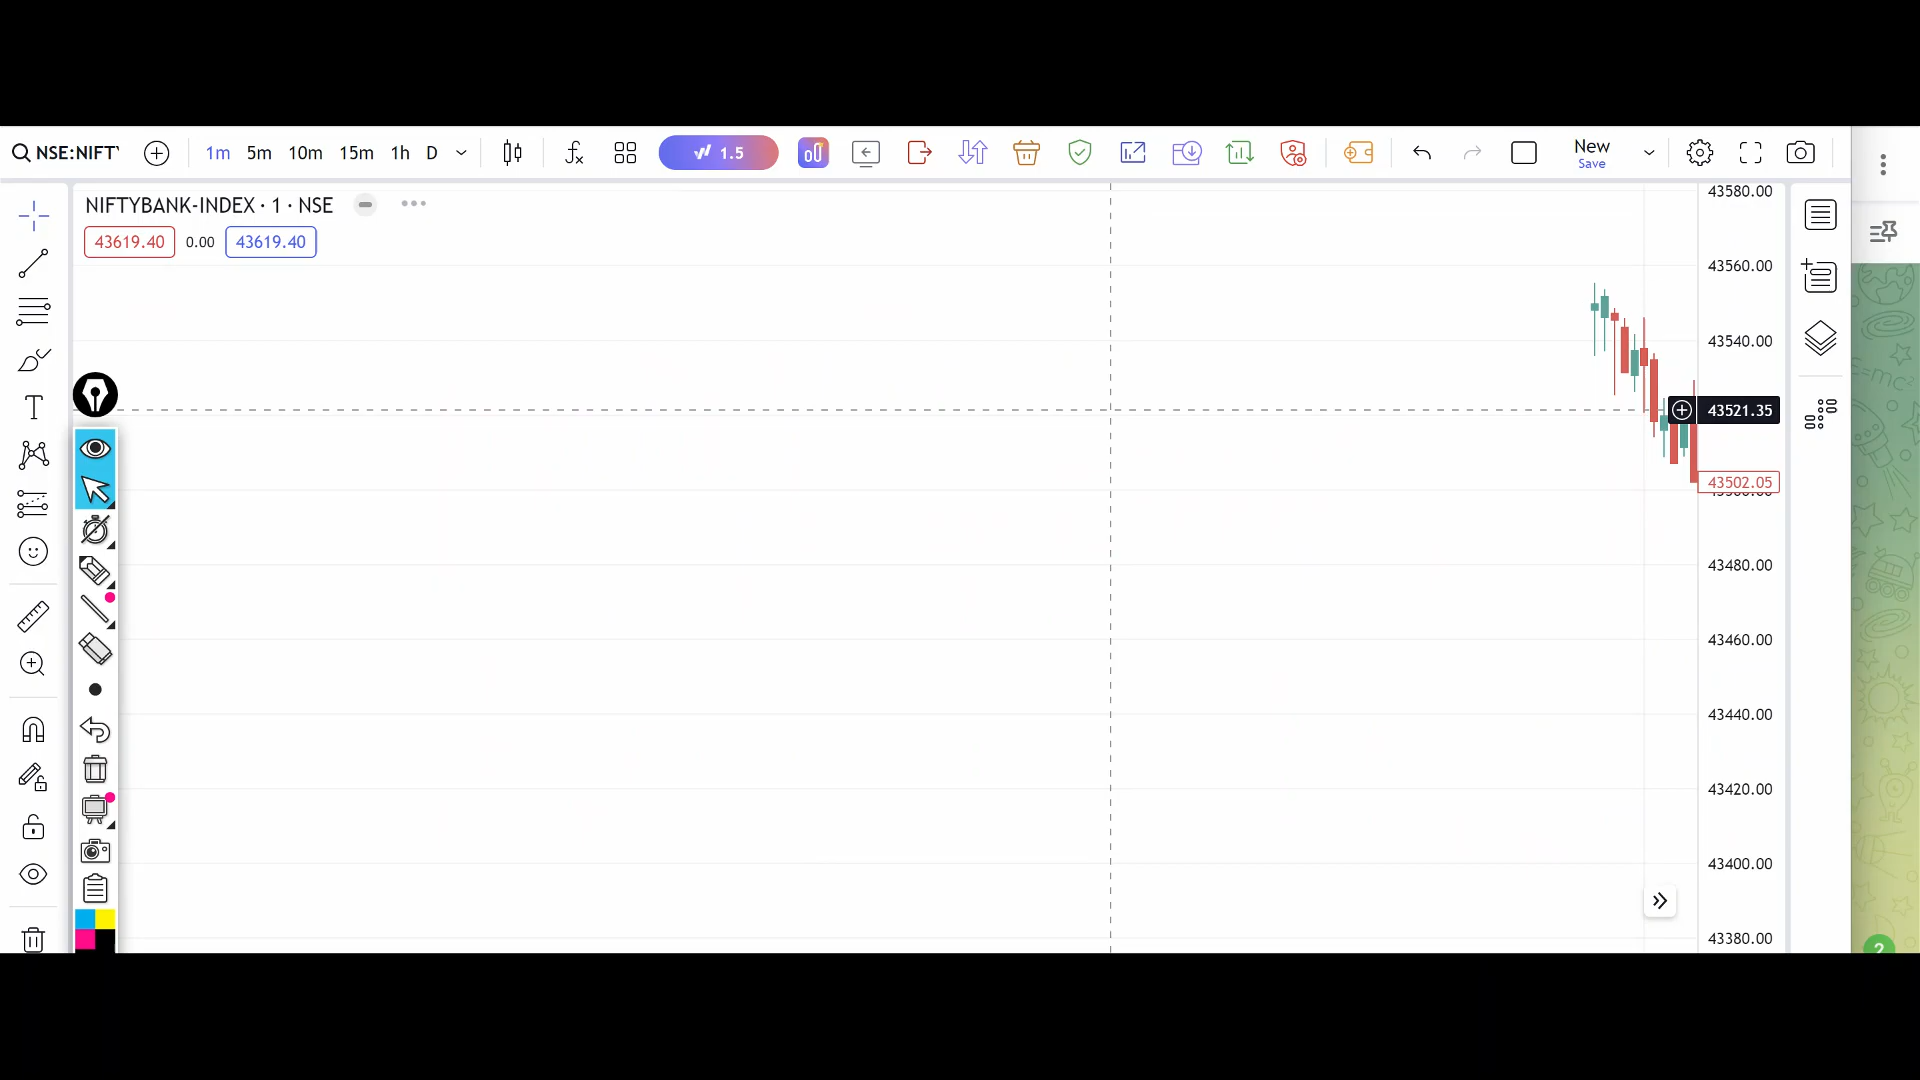 NSE:NIFT
1m 5m 10m 15m 1h D
1.5
New
Save
NIFTYBANK-INDEX · 1 · NSE
43619.40 0.00 43619.40
43580.00
43560.00
43540.00
43521.35
43502.05
43480.00
43460.00
43440.00
43420.00
43400.00
43380.00
2